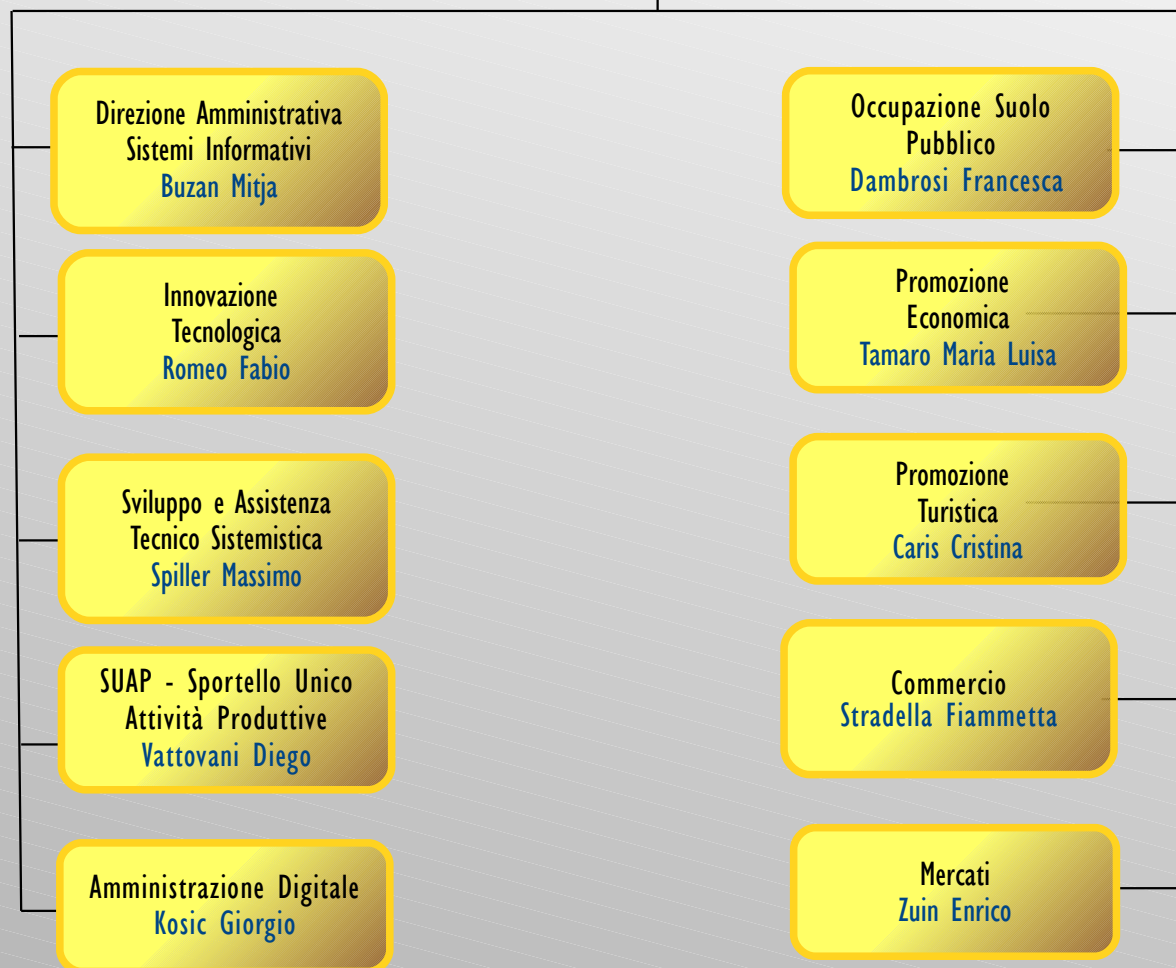 Direzione Amministrativa
Sistemi Informativi
Buzan Mitja
Innovazione
Tecnologica
Romeo Fabio
Sviluppo e Assistenza
Tecnico Sistemistica
Spiller Massimo
SUAP - Sportello Unico
Attività Produttive
Vattovani Diego
Amministrazione Digitale
Kosic Giorgio
Occupazione Suolo
Pubblico
Dambrosi Francesca
Promozione
Economica
Tamaro Maria Luisa
Promozione
Turistica
Caris Cristina
Commercio
Stradella Fiammetta
Mercati
Zuin Enrico